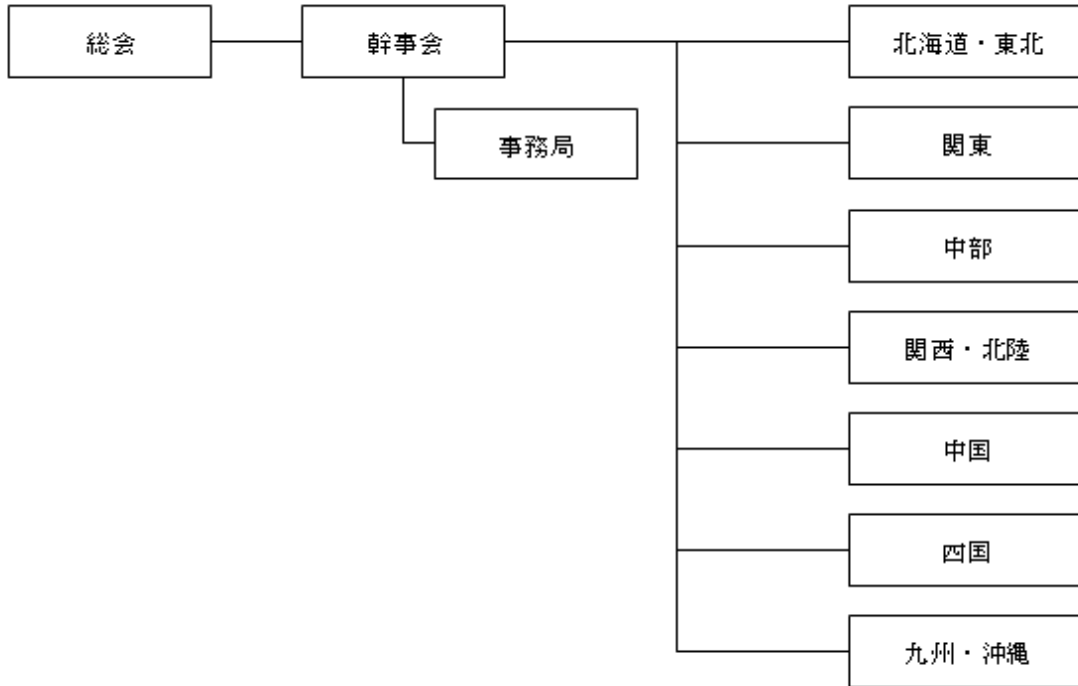 総会
幹事会
事務局
北海道・東北
関東
中部
関西・北陸
中国
四国
九州・沖縄